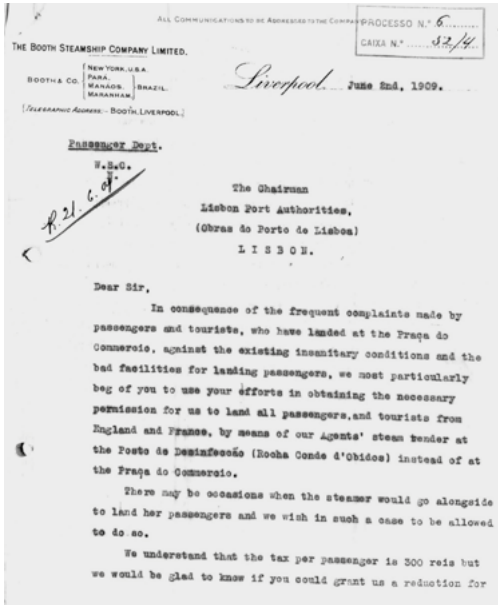 ALL COMMUNICATIONS TO BE ADDRESSED TO THE COMPANY
PROCESSO N.º 6
CAIXA N.º 52/4
THE BOOTH STEAMSHIP COMPANY LIMITED.
BOOTH & CO. NEW YORK, U.S.A.
PARÁ,
MANÁOS, BRAZIL.
MARANHAM,
(TELEGRAPHIC ADDRESS:- BOOTH, LIVERPOOL.)
Liverpool June 2nd, 1909.
Passenger Dept.
R. 21. 6. 09.
The Chairman
Lisbon Port Authorities,
(Obras do Porto de Lisboa)
LISBON.
Dear Sir,
In consequence of the frequent complaints made by
passengers and tourists, who have landed at the Praça do
Commercio, against the existing insanitary conditions and the
bad facilities for landing passengers, we most particularly
beg of you to use your efforts in obtaining the necessary
permission for us to land all passengers,and tourists from
England and France, by means of our Agents' steam tender at
the Posto de Desinfecção (Rocha Conde d'Obidos) instead of at
the Praça do Commercio.
There may be occasions when the steamer would go alongside
to land her passengers and we wish in such a case to be allowed
to do so.
We understand that the tax per passenger is 300 reis but
we would be glad to know if you could grant us a reduction for